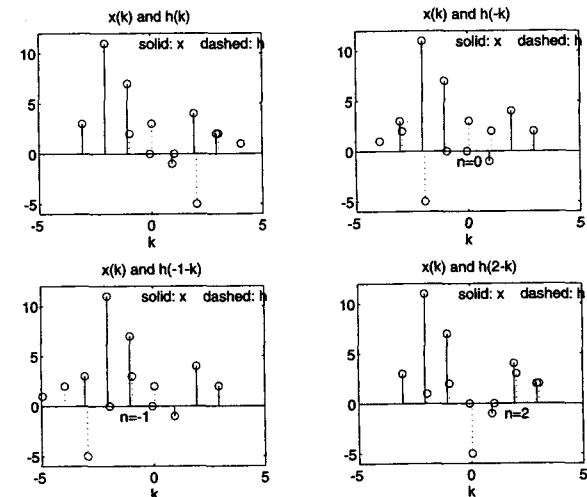 x(k) and h(k)
solid: x dashed: h
10
5
0
-5
-5 0 5
k
x(k) and h(-k)
solid: x dashed: h
10
5
0
n=0
-5
-5 0 5
k
x(k) and h(-1-k)
solid: x dashed: h
10
5
0
n=-1
-5
-5 0 5
k
x(k) and h(2-k)
solid: x dashed: h
10
5
0
n=2
-5
-5 0 5
k